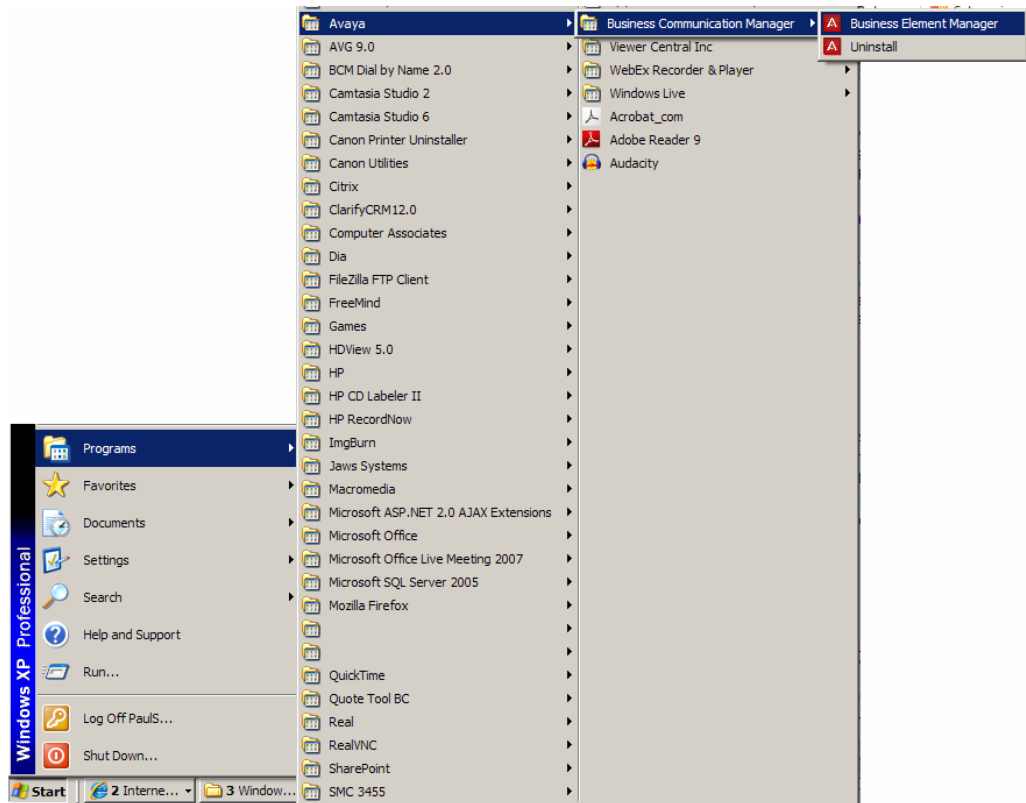 Avaya
AVG 9.0
BCM Dial by Name 2.0
Camtasia Studio 2
Camtasia Studio 6
Canon Printer Uninstaller
Canon Utilities
Citrix
ClarifyCRM12.0
Computer Associates
Dia
FileZilla FTP Client
FreeMind
Games
HDView 5.0
HP
HP CD Labeler II
HP RecordNow
ImgBurn
Jaws Systems
Macromedia
Microsoft ASP.NET 2.0 AJAX Extensions
Microsoft Office
Microsoft Office Live Meeting 2007
Microsoft SQL Server 2005
Mozilla Firefox
QuickTime
Quote Tool BC
Real
RealVNC
SharePoint
SMC 3455
Business Communication Manager
Viewer Central Inc
WebEx Recorder & Player
Windows Live
Acrobat_com
Adobe Reader 9
Audacity
Business Element Manager
Uninstall
Programs
Favorites
Documents
Settings
Search
Help and Support
Run...
Log Off PaulS...
Shut Down...
Windows XP Professional
Start
2 Interne...
3 Window...